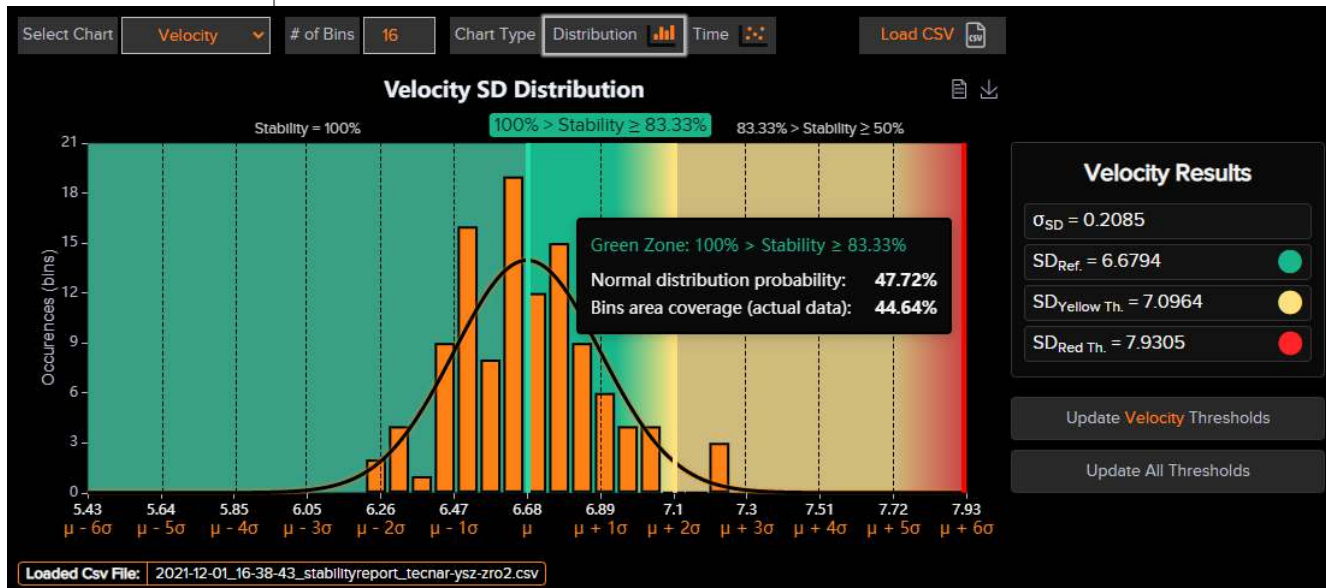 Select Chart Velocity # of Bins 16 Chart Type Distribution Time Load CSV CSV
Velocity SD Distribution
Stability = 100% 100% > Stability ≥ 83.33% 83.33% > Stability ≥ 50%
Occurences (bins)
21
18
15
12
9
6
3
0
5.43 5.64 5.85 6.05 6.26 6.47 6.68 6.89 7.1 7.3 7.51 7.72 7.93
μ - 6σ μ - 5σ μ - 4σ μ - 3σ μ - 2σ μ - 1σ μ μ + 1σ μ + 2σ μ + 3σ μ + 4σ μ + 5σ μ + 6σ
Green Zone: 100% > Stability ≥ 83.33%
Normal distribution probability: 47.72%
Bins area coverage (actual data): 44.64%
Velocity Results
σSD = 0.2085
SDRef. = 6.6794
SDYellow Th. = 7.0964
SDRed Th. = 7.9305
Update Velocity Thresholds
Update All Thresholds
Loaded Csv File: 2021-12-01_16-38-43_stabilityreport_tecnar-ysz-zro2.csv